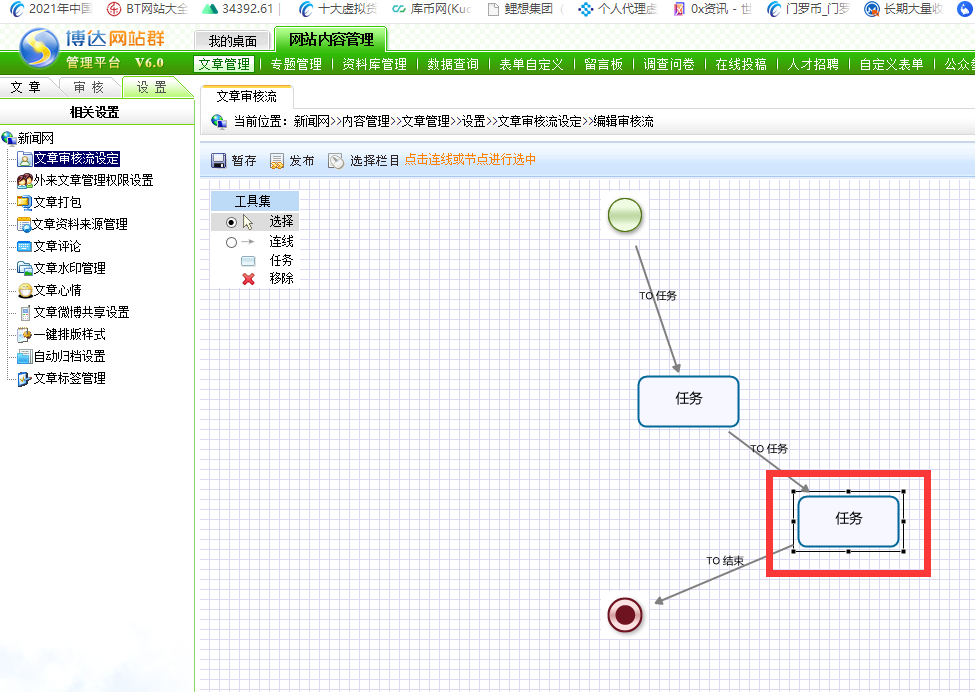 2021年中国 BT网站大全 34392.61 十大虚拟货 库币网(Kuc 鲤想集团 ( 个人代理虚 0x资讯 - 世 门罗币_门罗 长期大量收
博达网站群
管理平台 V6.0
我的桌面 网站内容管理
文章管理 | 专题管理 | 资料库管理 | 数据查询 | 表单自定义 | 留言板 | 调查问卷 | 在线投稿 | 人才招聘 | 自定义表单 | 公众
文 章 审 核 设 置
文章审核流
相关设置
当前位置：新闻网>>内容管理>>文章管理>>设置>>文章审核流设定>>编辑审核流
新闻网
文章审核流设定
外来文章管理权限设置
文章打包
文章资料来源管理
文章评论
文章水印管理
文章心情
文章微博共享设置
一键排版样式
自动归档设置
文章标签管理
暂存 发布 选择栏目 点击连线或节点进行选中
工具集
选择
连线
任务
移除
TO 任务
任务
TO 任务
任务
TO 结束